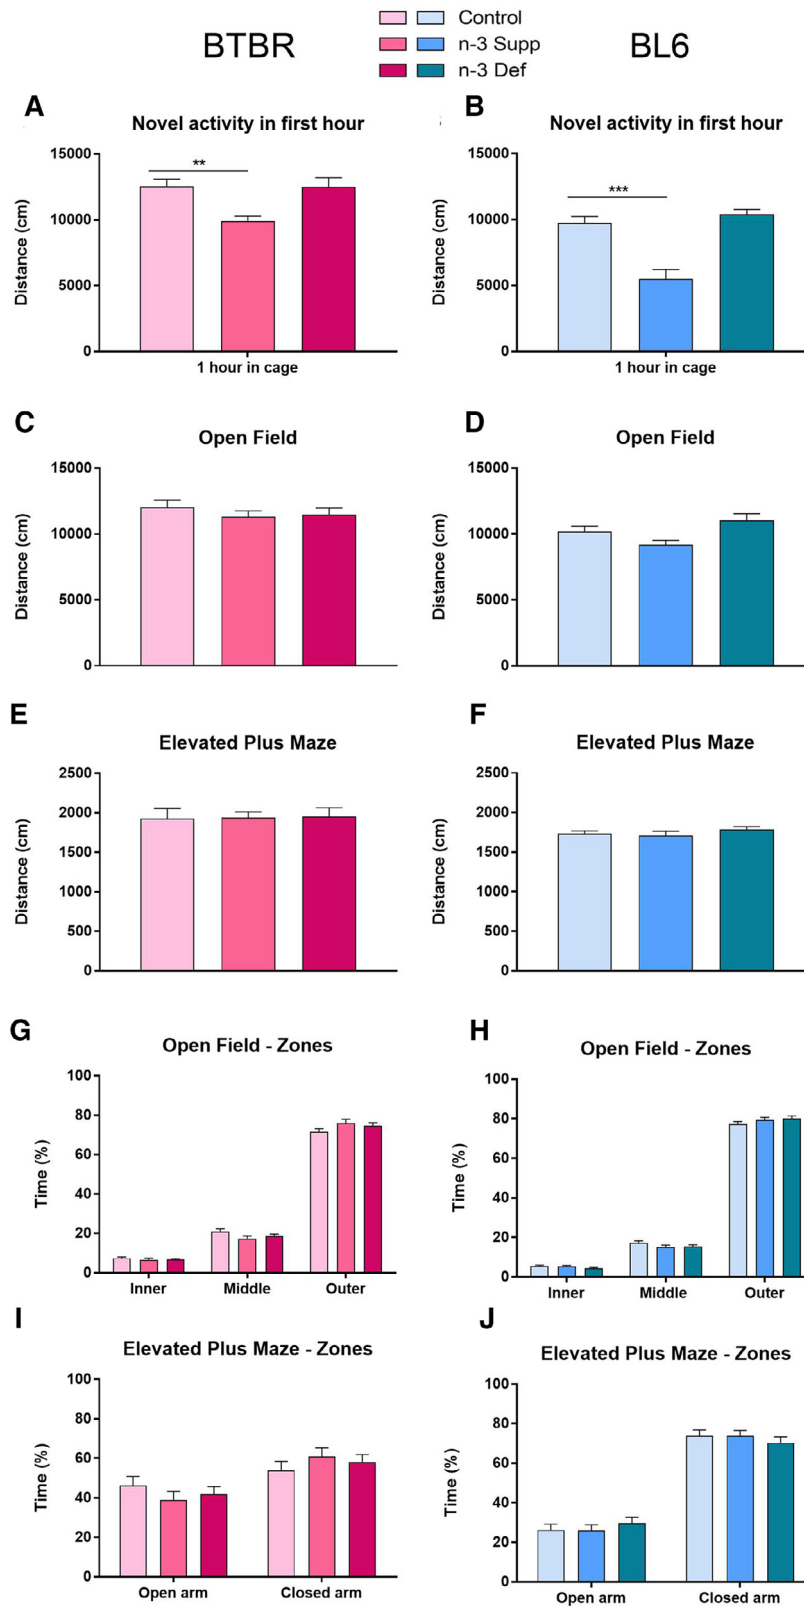 BTBR
Control
n-3 Supp
n-3 Def
BL6
A
Novel activity in first hour
**
Distance (cm)
15000
10000
5000
0
1 hour in cage
B
Novel activity in first hour
***
Distance (cm)
15000
10000
5000
0
1 hour in cage
C
Open Field
Distance (cm)
15000
10000
5000
0
D
Open Field
Distance (cm)
15000
10000
5000
0
E
Elevated Plus Maze
Distance (cm)
2500
2000
1500
1000
500
0
F
Elevated Plus Maze
Distance (cm)
2500
2000
1500
1000
500
0
G
Open Field - Zones
Time (%)
100
80
60
40
20
0
Inner Middle Outer
H
Open Field - Zones
Time (%)
100
80
60
40
20
0
Inner Middle Outer
I
Elevated Plus Maze - Zones
Time (%)
100
80
60
40
20
0
Open arm Closed arm
J
Elevated Plus Maze - Zones
Time (%)
100
80
60
40
20
0
Open arm Closed arm